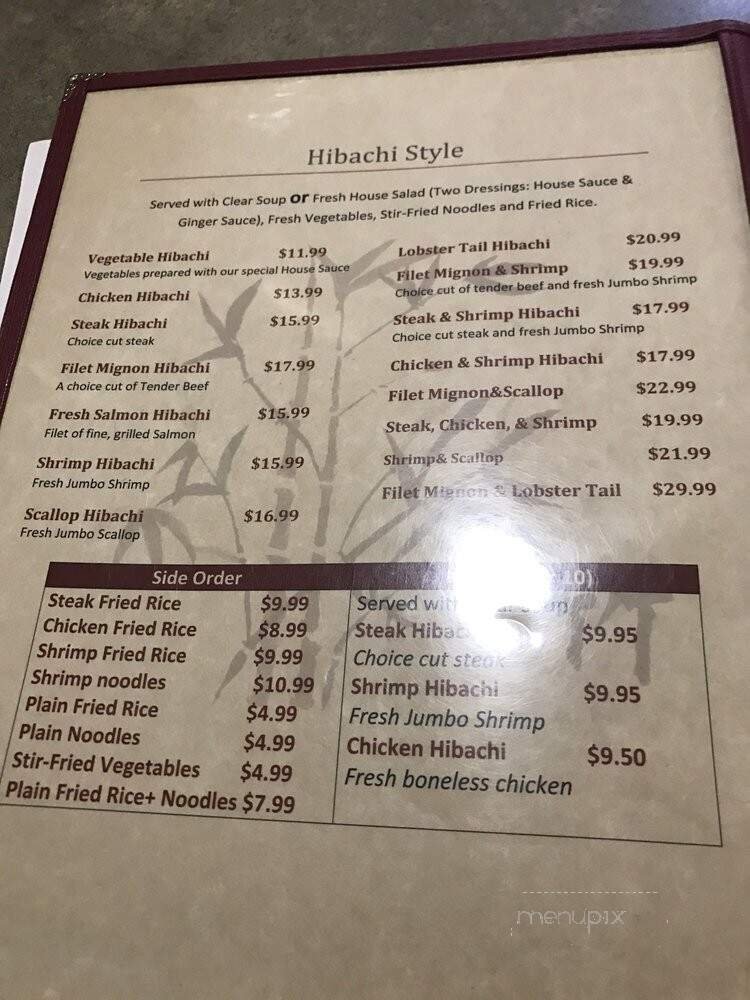 Hibachi Style
Served with Clear Soup or Fresh House Salad (Two Dressings: House Sauce &
Ginger Sauce), Fresh Vegetables, Stir-Fried Noodles and Fried Rice.
Vegetable Hibachi $11.99
Vegetables prepared with our special House Sauce
Chicken Hibachi $13.99
Steak Hibachi $15.99
Choice cut steak
Filet Mignon Hibachi $17.99
A choice cut of Tender Beef
Fresh Salmon Hibachi $15.99
Filet of fine, grilled Salmon
Shrimp Hibachi $15.99
Fresh Jumbo Shrimp
Scallop Hibachi $16.99
Fresh Jumbo Scallop
Lobster Tail Hibachi $20.99
Filet Mignon & Shrimp $19.99
Choice cut of tender beef and fresh Jumbo Shrimp
Steak & Shrimp Hibachi $17.99
Choice cut steak and fresh Jumbo Shrimp
Chicken & Shrimp Hibachi $17.99
Filet Mignon&Scallop $22.99
Steak, Chicken, & Shrimp $19.99
Shrimp& Scallop $21.99
Filet Mignon & Lobster Tail $29.99
Side Order
Steak Fried Rice $9.99
Chicken Fried Rice $8.99
Shrimp Fried Rice $9.99
Shrimp noodles $10.99
Plain Fried Rice $4.99
Plain Noodles $4.99
Stir-Fried Vegetables $4.99
Plain Fried Rice+ Noodles $7.99
10)
Served with Soup
Steak Hibachi $9.95
Choice cut steak
Shrimp Hibachi $9.95
Fresh Jumbo Shrimp
Chicken Hibachi $9.50
Fresh boneless chicken
menupix